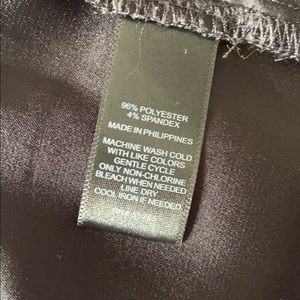 96% POLYESTER
4% SPANDEX
MADE IN PHILIPPINES
MACHINE WASH COLD
WITH LIKE COLORS
GENTLE CYCLE
ONLY NON-CHLORINE
BLEACH WHEN NEEDED
LINE DRY
COOL IRON IF NEEDED